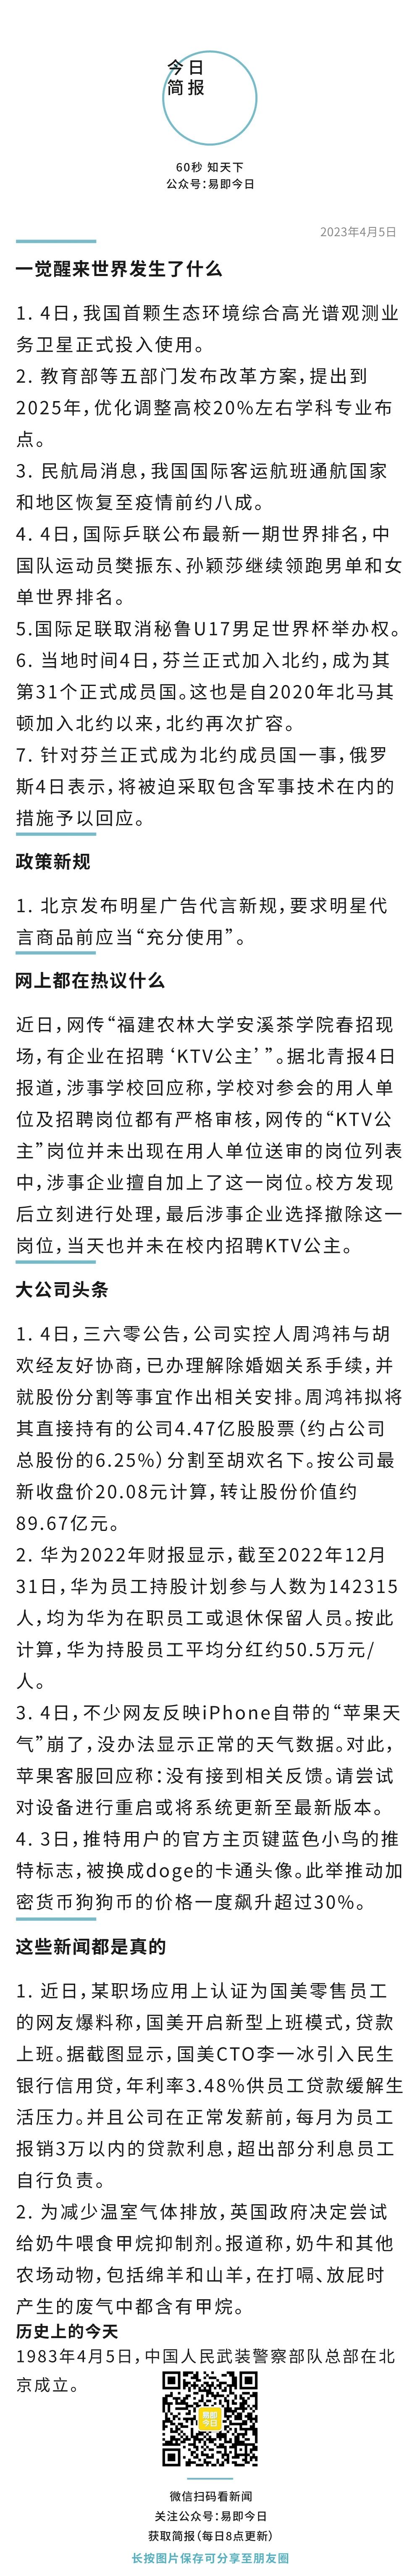 今日
简报
60秒 知天下
公众号：易即今日
2023年4月5日
一觉醒来世界发生了什么
1. 4日，我国首颗生态环境综合高光谱观测业
务卫星正式投入使用。
2. 教育部等五部门发布改革方案，提出到
2025年，优化调整高校20%左右学科专业布
点。
3. 民航局消息，我国国际客运航班通航国家
和地区恢复至疫情前约八成。
4. 4日，国际乒联公布最新一期世界排名，中
国队运动员樊振东、孙颖莎继续领跑男单和女
单世界排名。
5.国际足联取消秘鲁U17男足世界杯举办权。
6. 当地时间4日，芬兰正式加入北约，成为其
第31个正式成员国。这也是自2020年北马其
顿加入北约以来，北约再次扩容。
7. 针对芬兰正式成为北约成员国一事，俄罗
斯4日表示，将被迫采取包含军事技术在内的
措施予以回应。
政策新规
1. 北京发布明星广告代言新规，要求明星代
言商品前应当“充分使用”。
网上都在热议什么
近日，网传“福建农林大学安溪茶学院春招现
场，有企业在招聘‘KTV公主’”。据北青报4日
报道，涉事学校回应称，学校对参会的用人单
位及招聘岗位都有严格审核，网传的“KTV公
主”岗位并未出现在用人单位送审的岗位列表
中，涉事企业擅自加上了这一岗位。校方发现
后立刻进行处理，最后涉事企业选择撤除这一
岗位，当天也并未在校内招聘KTV公主。
大公司头条
1. 4日，三六零公告，公司实控人周鸿祎与胡
欢经友好协商，已办理解除婚姻关系手续，并
就股份分割等事宜作出相关安排。周鸿祎拟将
其直接持有的公司4.47亿股股票（约占公司
总股份的6.25%）分割至胡欢名下。按公司最
新收盘价20.08元计算，转让股份价值约
89.67亿元。
2. 华为2022年财报显示，截至2022年12月
31日，华为员工持股计划参与人数为142315
人，均为华为在职员工或退休保留人员。按此
计算，华为持股员工平均分红约50.5万元/
人。
3. 4日，不少网友反映iPhone自带的“苹果天
气”崩了，没办法显示正常的天气数据。对此，
苹果客服回应称：没有接到相关反馈。请尝试
对设备进行重启或将系统更新至最新版本。
4. 3日，推特用户的官方主页键蓝色小鸟的推
特标志，被换成doge的卡通头像。此举推动加
密货币狗狗币的价格一度飙升超过30%。
这些新闻都是真的
1. 近日，某职场应用上认证为国美零售员工
的网友爆料称，国美开启新型上班模式，贷款
上班。据截图显示，国美CTO李一冰引入民生
银行信用贷，年利率3.48%供员工贷款缓解生
活压力。并且公司在正常发薪前，每月为员工
报销3万以内的贷款利息，超出部分利息员工
自行负责。
2. 为减少温室气体排放，英国政府决定尝试
给奶牛喂食甲烷抑制剂。报道称，奶牛和其他
农场动物，包括绵羊和山羊，在打嗝、放屁时
产生的废气中都含有甲烷。
历史上的今天
1983年4月5日，中国人民武装警察部队总部在北
京成立。
易即
今日
微信扫码看新闻
关注公众号：易即今日
获取简报（每日8点更新）
长按图片保存可分享至朋友圈